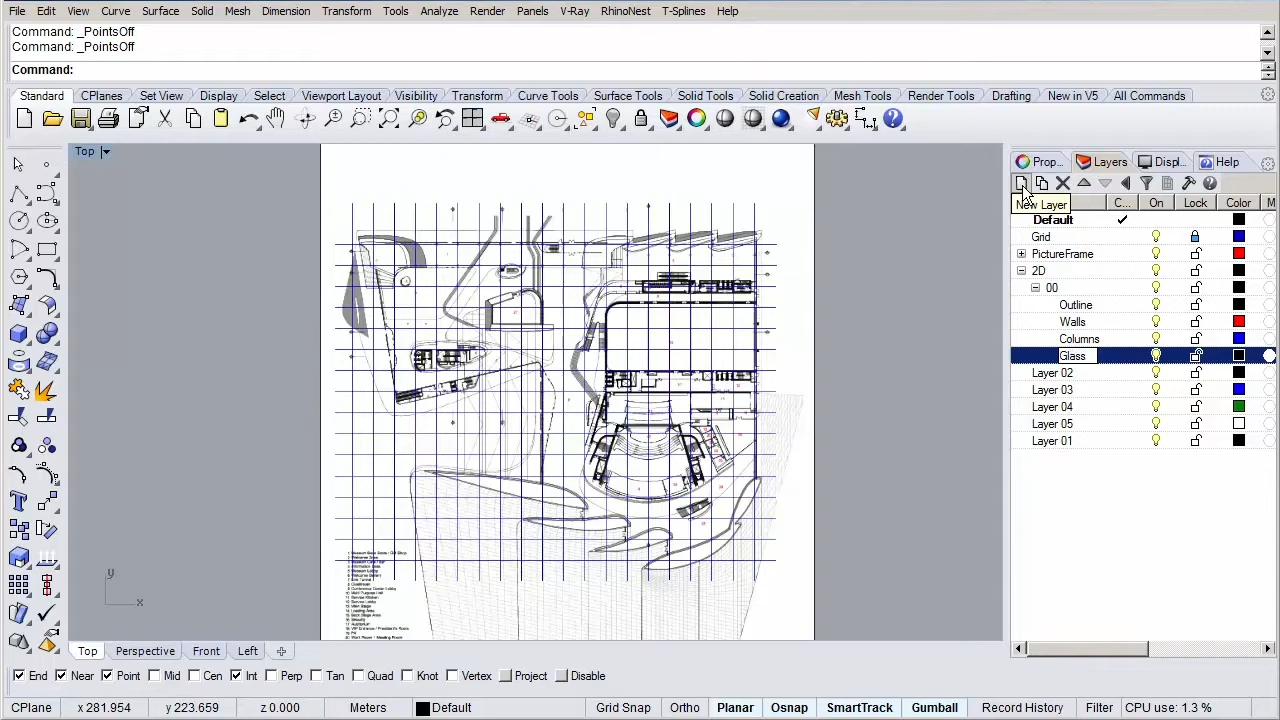 File Edit View Curve Surface Solid Mesh Dimension Transform Tools Analyze Render Panels V-Ray RhinoNest T-Splines Help
Command: _PointsOff
Command: _PointsOff
Command:
Standard CPlanes Set View Display Select Viewport Layout Visibility Transform Curve Tools Surface Tools Solid Tools Solid Creation Mesh Tools Render Tools Drafting New in V5 All Commands
Top
Prop... Layers Displ... Help
New Layer C... On Lock Color M
Default
Grid
PictureFrame
2D
00
Outline
Walls
Columns
Glass
Layer 02
Layer 03
Layer 04
Layer 05
Layer 01
y
x
Top Perspective Front Left
End Near Point Mid Cen Int Perp Tan Quad Knot Vertex Project Disable
CPlane x 281.954 y 223.659 z 0.000 Meters Default Grid Snap Ortho Planar Osnap SmartTrack Gumball Record History Filter CPU use: 1.3 %